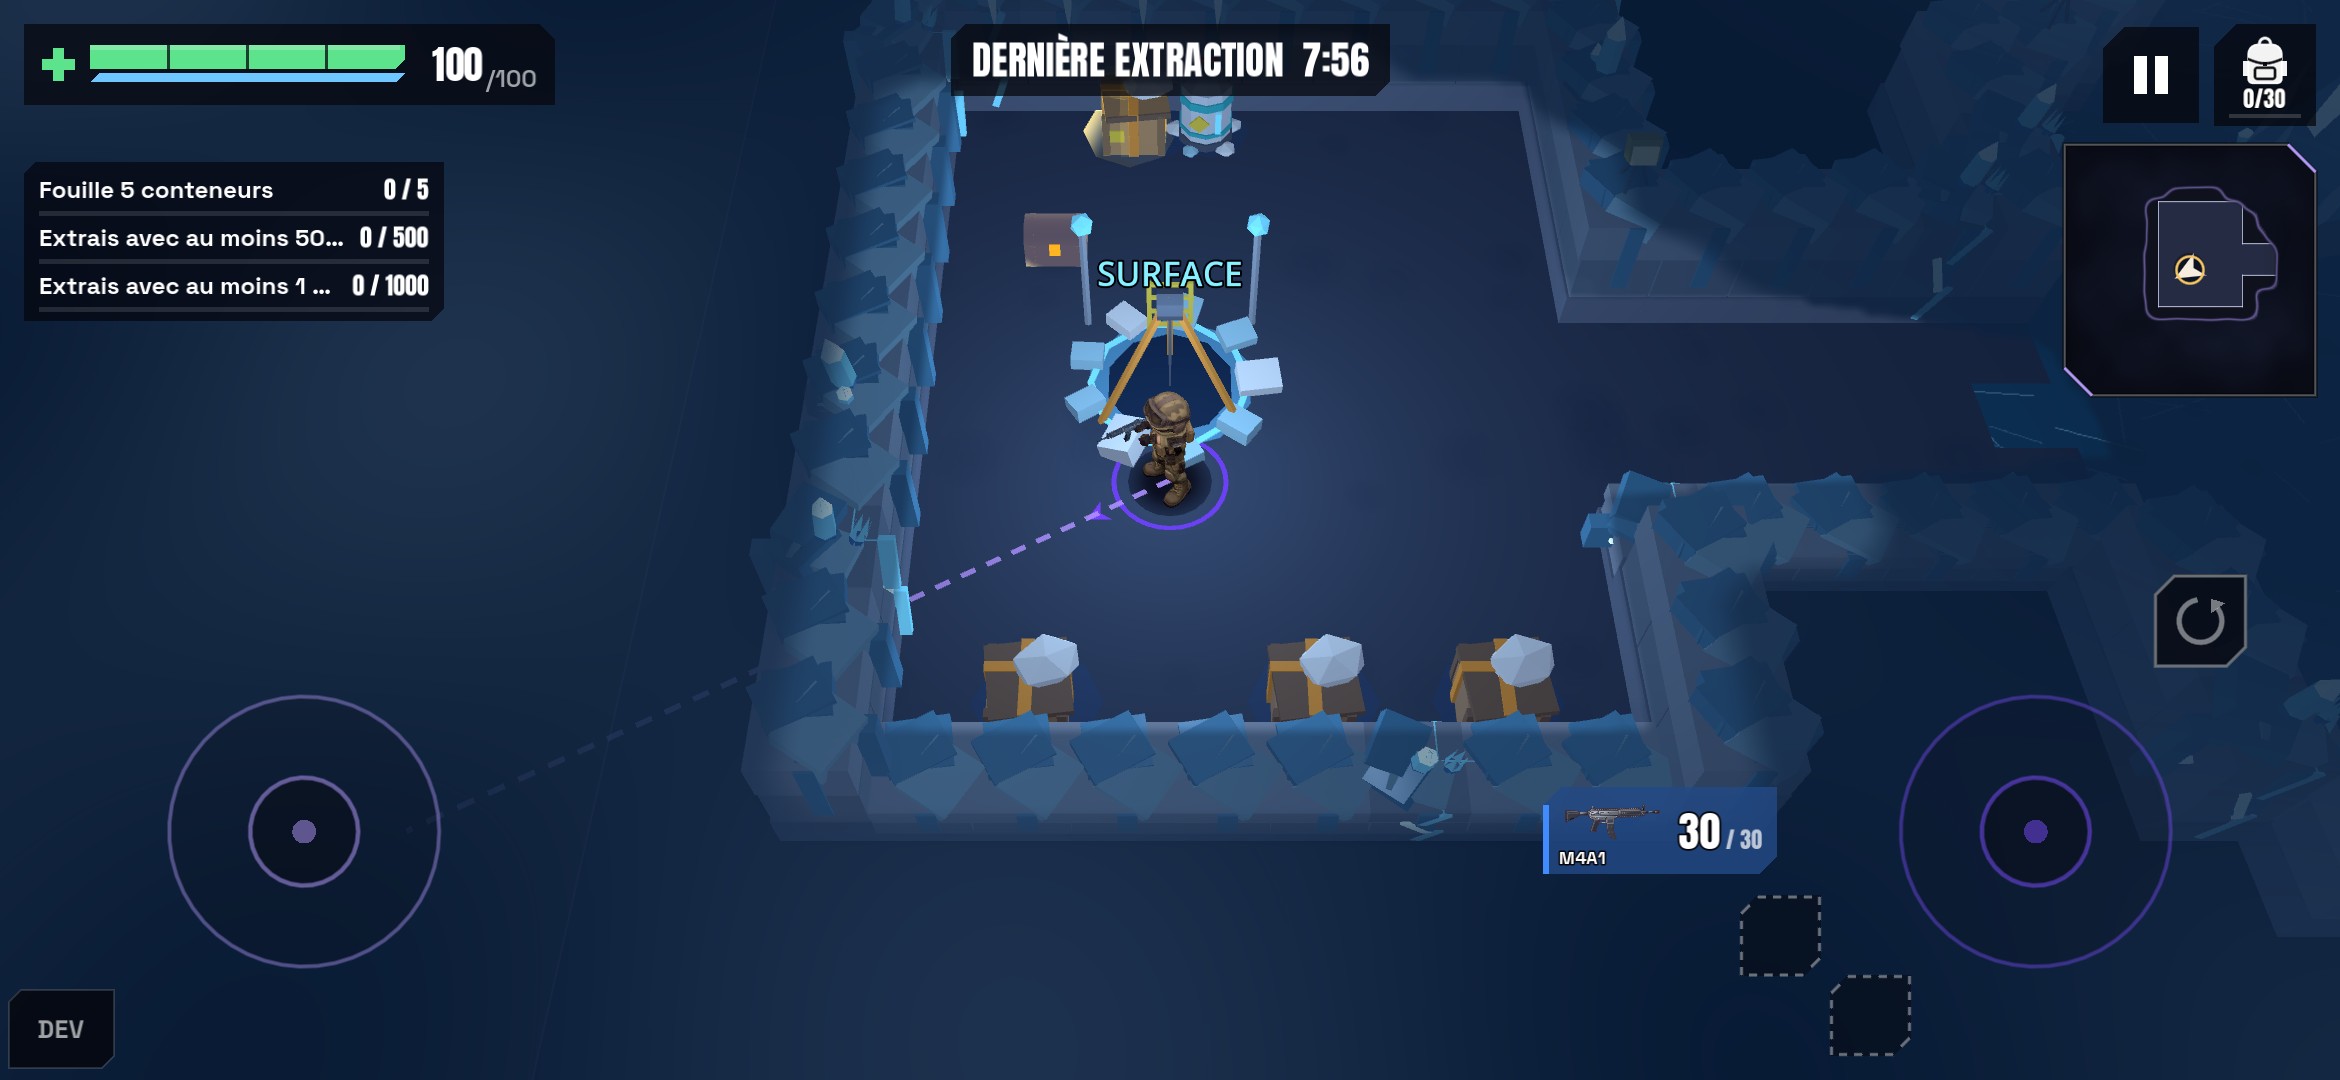 100/100
DERNIÈRE EXTRACTION 7:56
0/30
Fouille 5 conteneurs 0 / 5
Extrais avec au moins 50... 0 / 500
Extrais avec au moins 1 ... 0 / 1000
SURFACE
M4A1 30 / 30
DEV